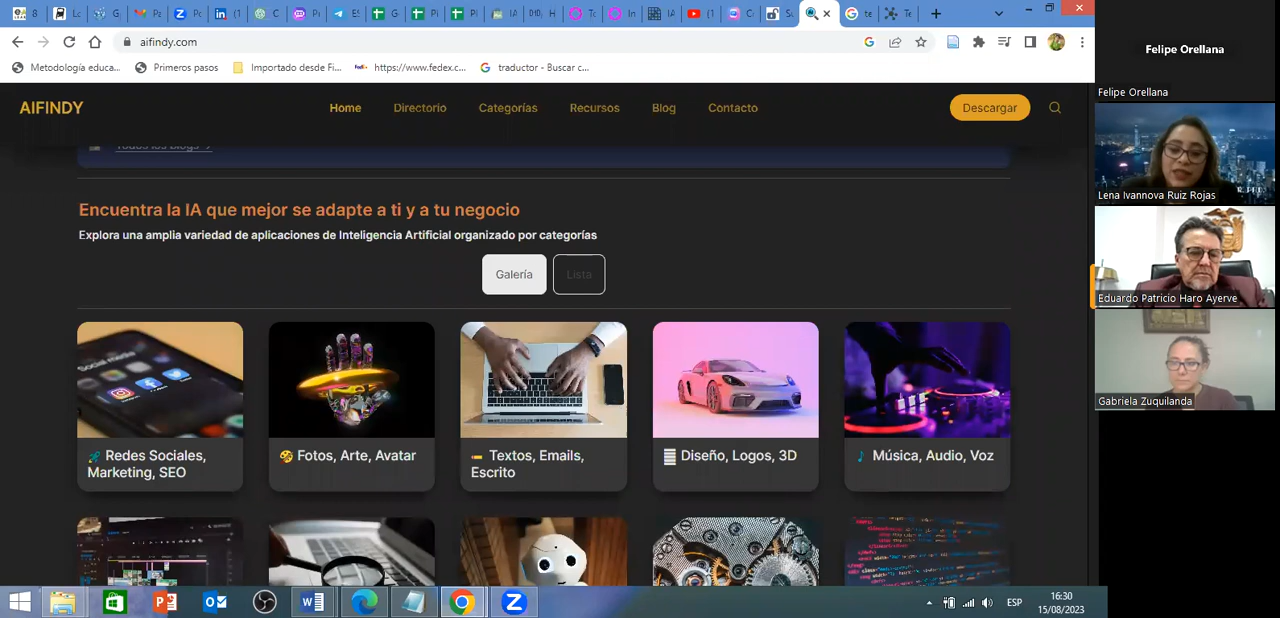 aifindy.com
Metodología educa...
Primeros pasos
Importado desde Fi...
https://www.fedex.c...
traductor - Buscar c...
AIFINDY
Home
Directorio
Categorías
Recursos
Blog
Contacto
Descargar
Todos los blogs
Encuentra la IA que mejor se adapte a ti y a tu negocio
Explora una amplia variedad de aplicaciones de Inteligencia Artificial organizado por categorías
Galería
Lista
Redes Sociales,
Marketing, SEO
Fotos, Arte, Avatar
Textos, Emails,
Escrito
Diseño, Logos, 3D
Música, Audio, Voz
Felipe Orellana
Felipe Orellana
Lena Ivannova Ruiz Rojas
Eduardo Patricio Haro Ayerve
Gabriela Zuquilanda
ESP
16:30
15/08/2023